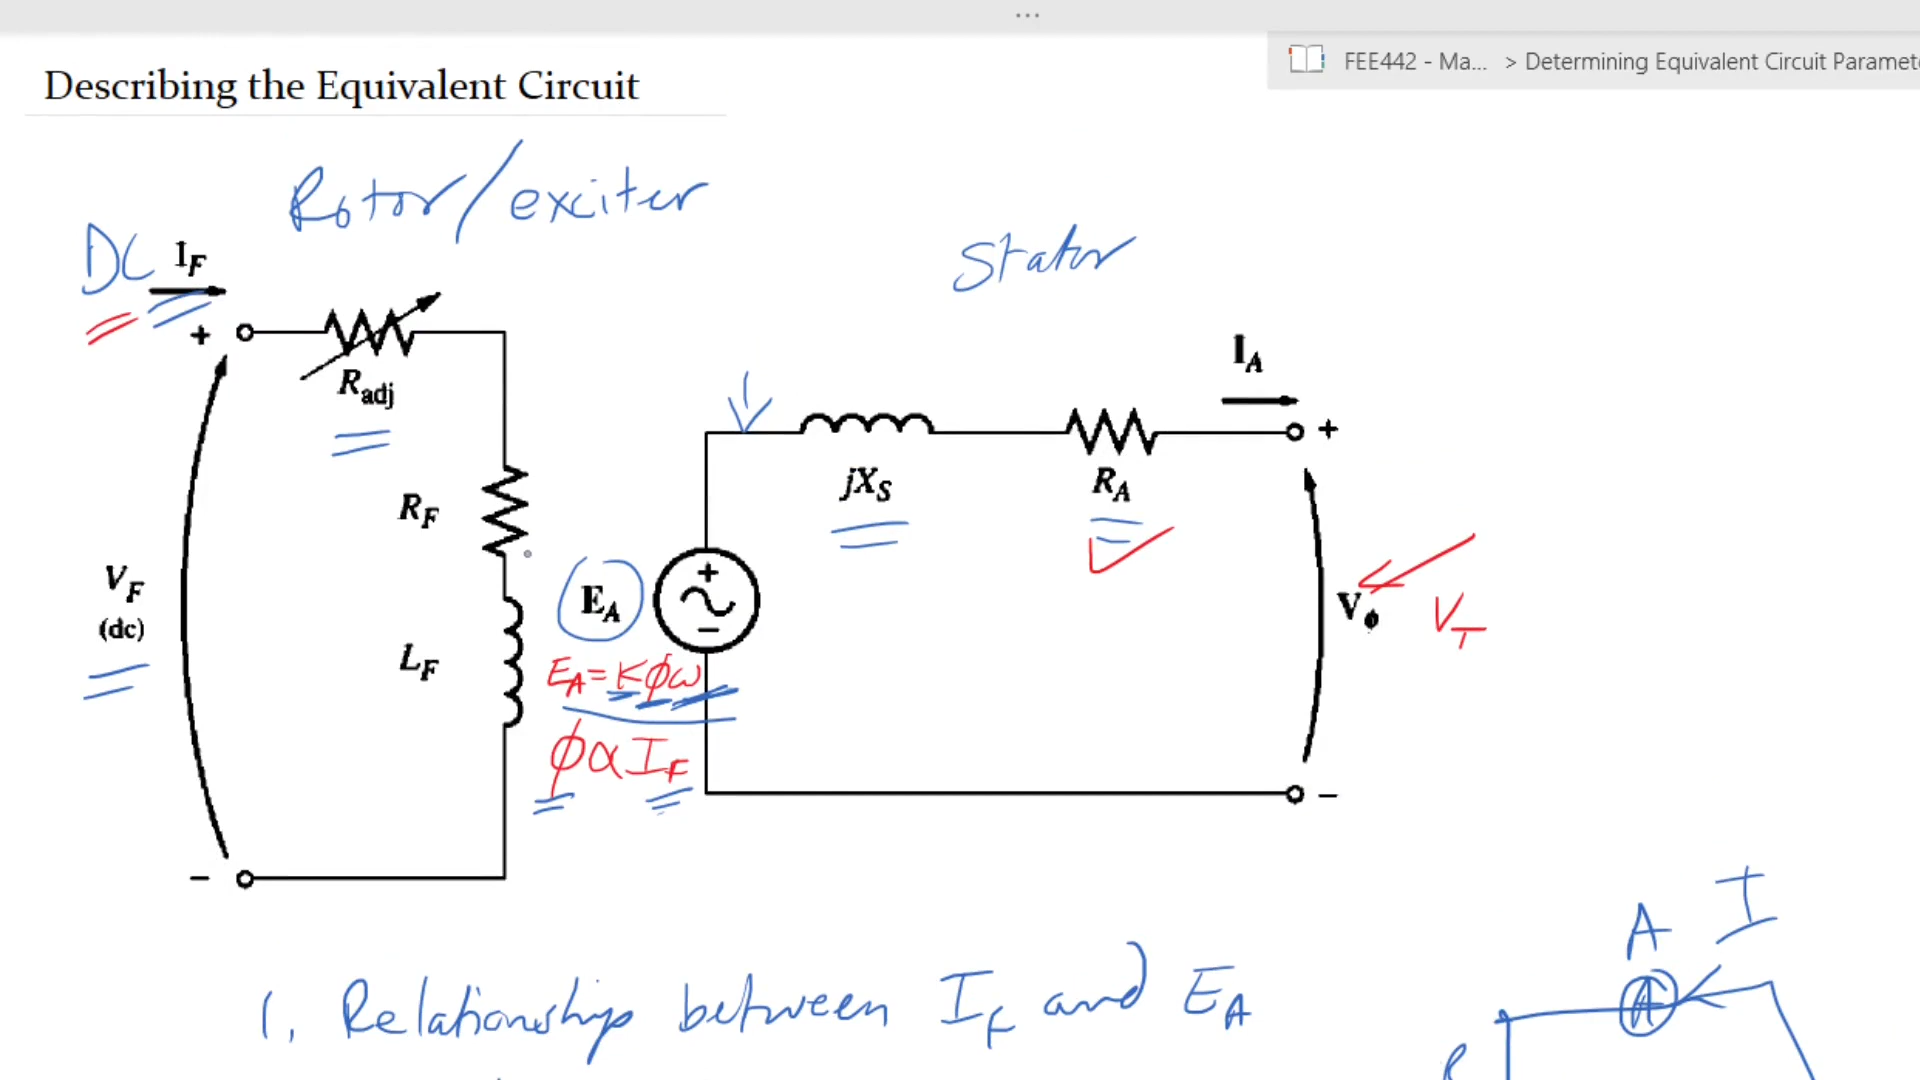 ...
FEE442 - Ma... > Determining Equivalent Circuit Paramet
Describing the Equivalent Circuit
Rotor/exciter
DC I_F
Stator
+
R_adj
I_A
+
R_F
jX_S
R_A
V_F
(dc)
E_A
+
−
V_ϕ
V_T
L_F
E_A = Kϕω
ϕ α I_F
−
−
A I
A
1. Relationship between I_F and E_A